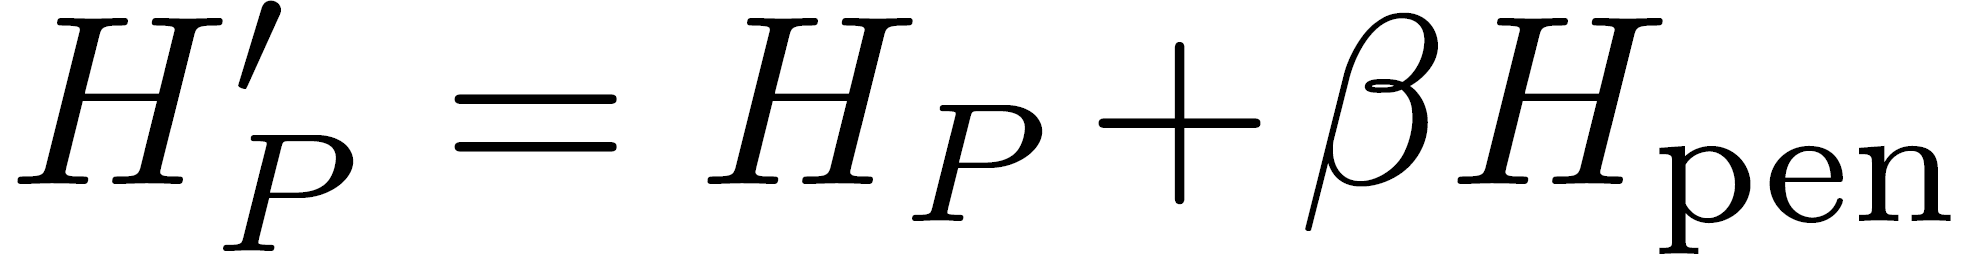 H′_P = H_P + βH_pen